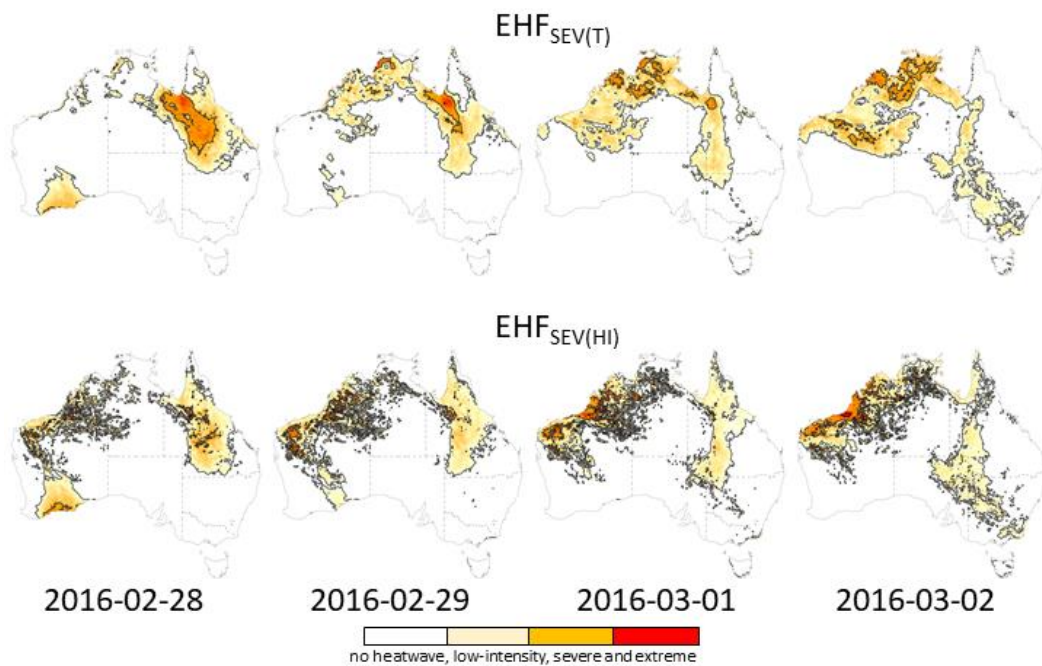 EHFSEV(T)
EHFSEV(HI)
2016-02-28 2016-02-29 2016-03-01 2016-03-02
no heatwave, low-intensity, severe and extreme